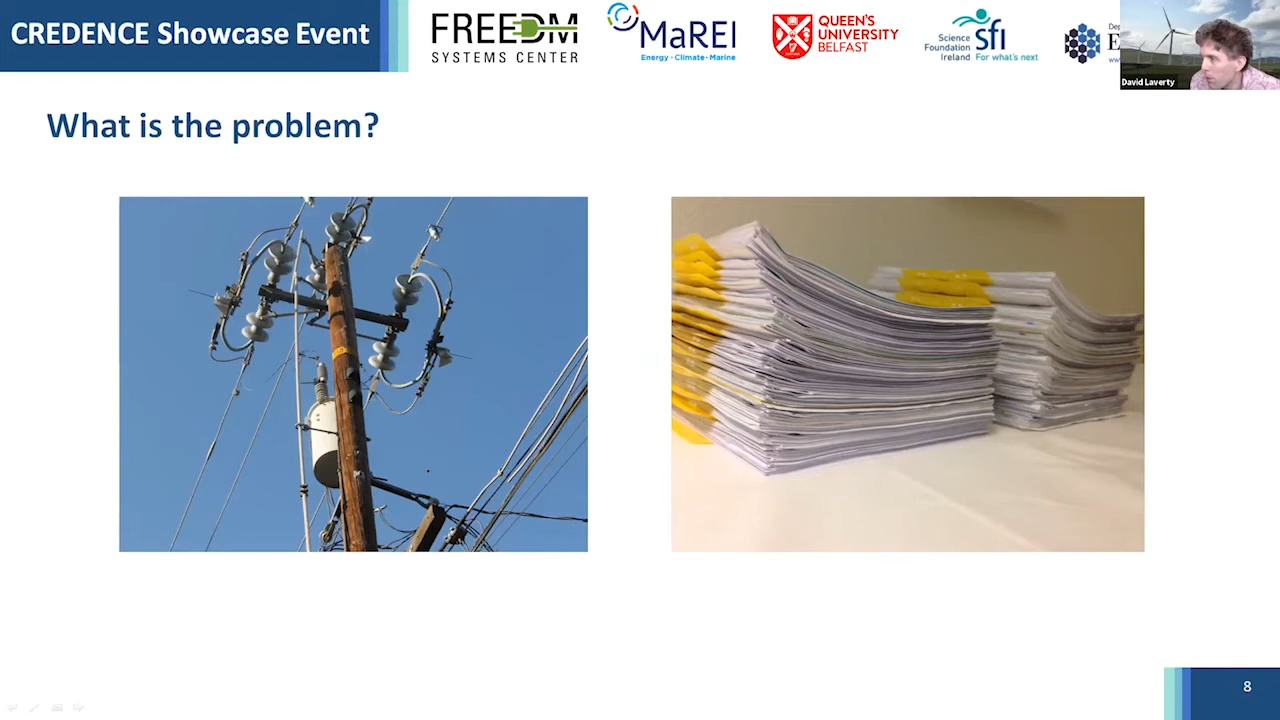 CREDENCE Showcase Event
FREEDM
SYSTEMS CENTER
MaREI
Energy · Climate · Marine
QUEEN'S
UNIVERSITY
BELFAST
Science
Foundation
Ireland
sfi
For what's next
David Laverty
What is the problem?
8